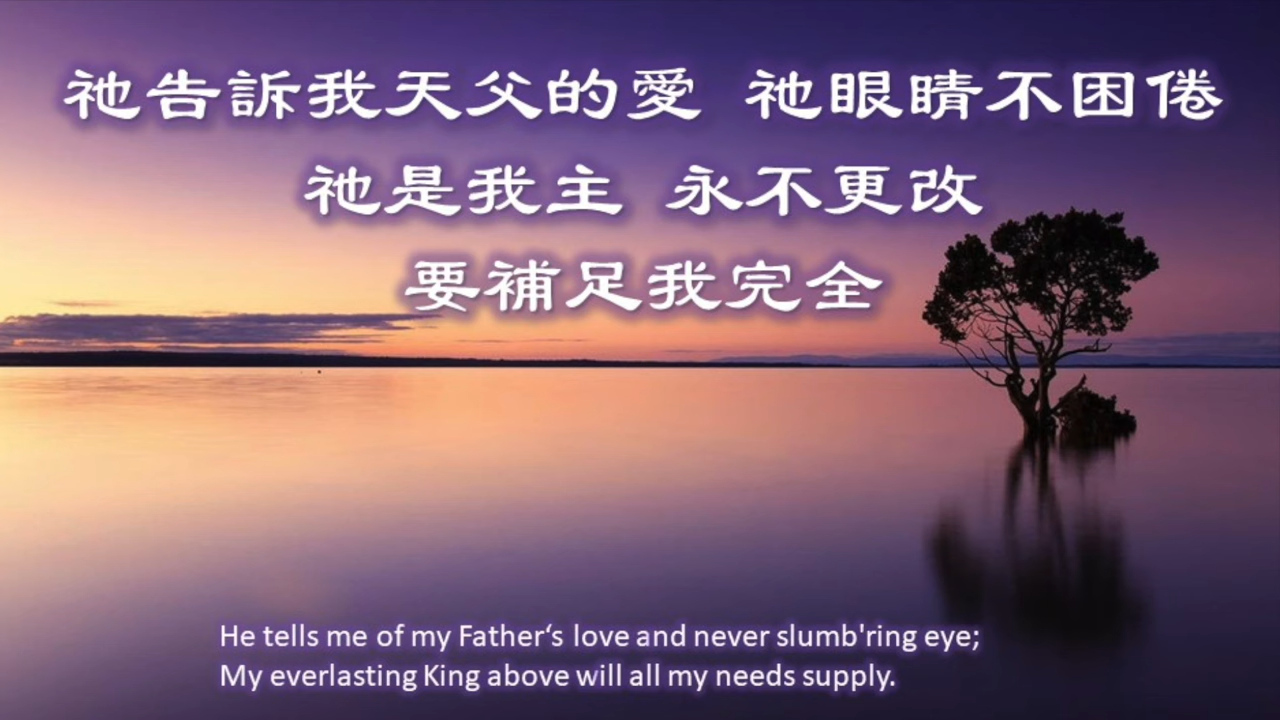 祂告訴我天父的愛 祂眼睛不困倦
祂是我主 永不更改
要補足我完全
He tells me of my Father‘s love and never slumb'ring eye;
My everlasting King above will all my needs supply.